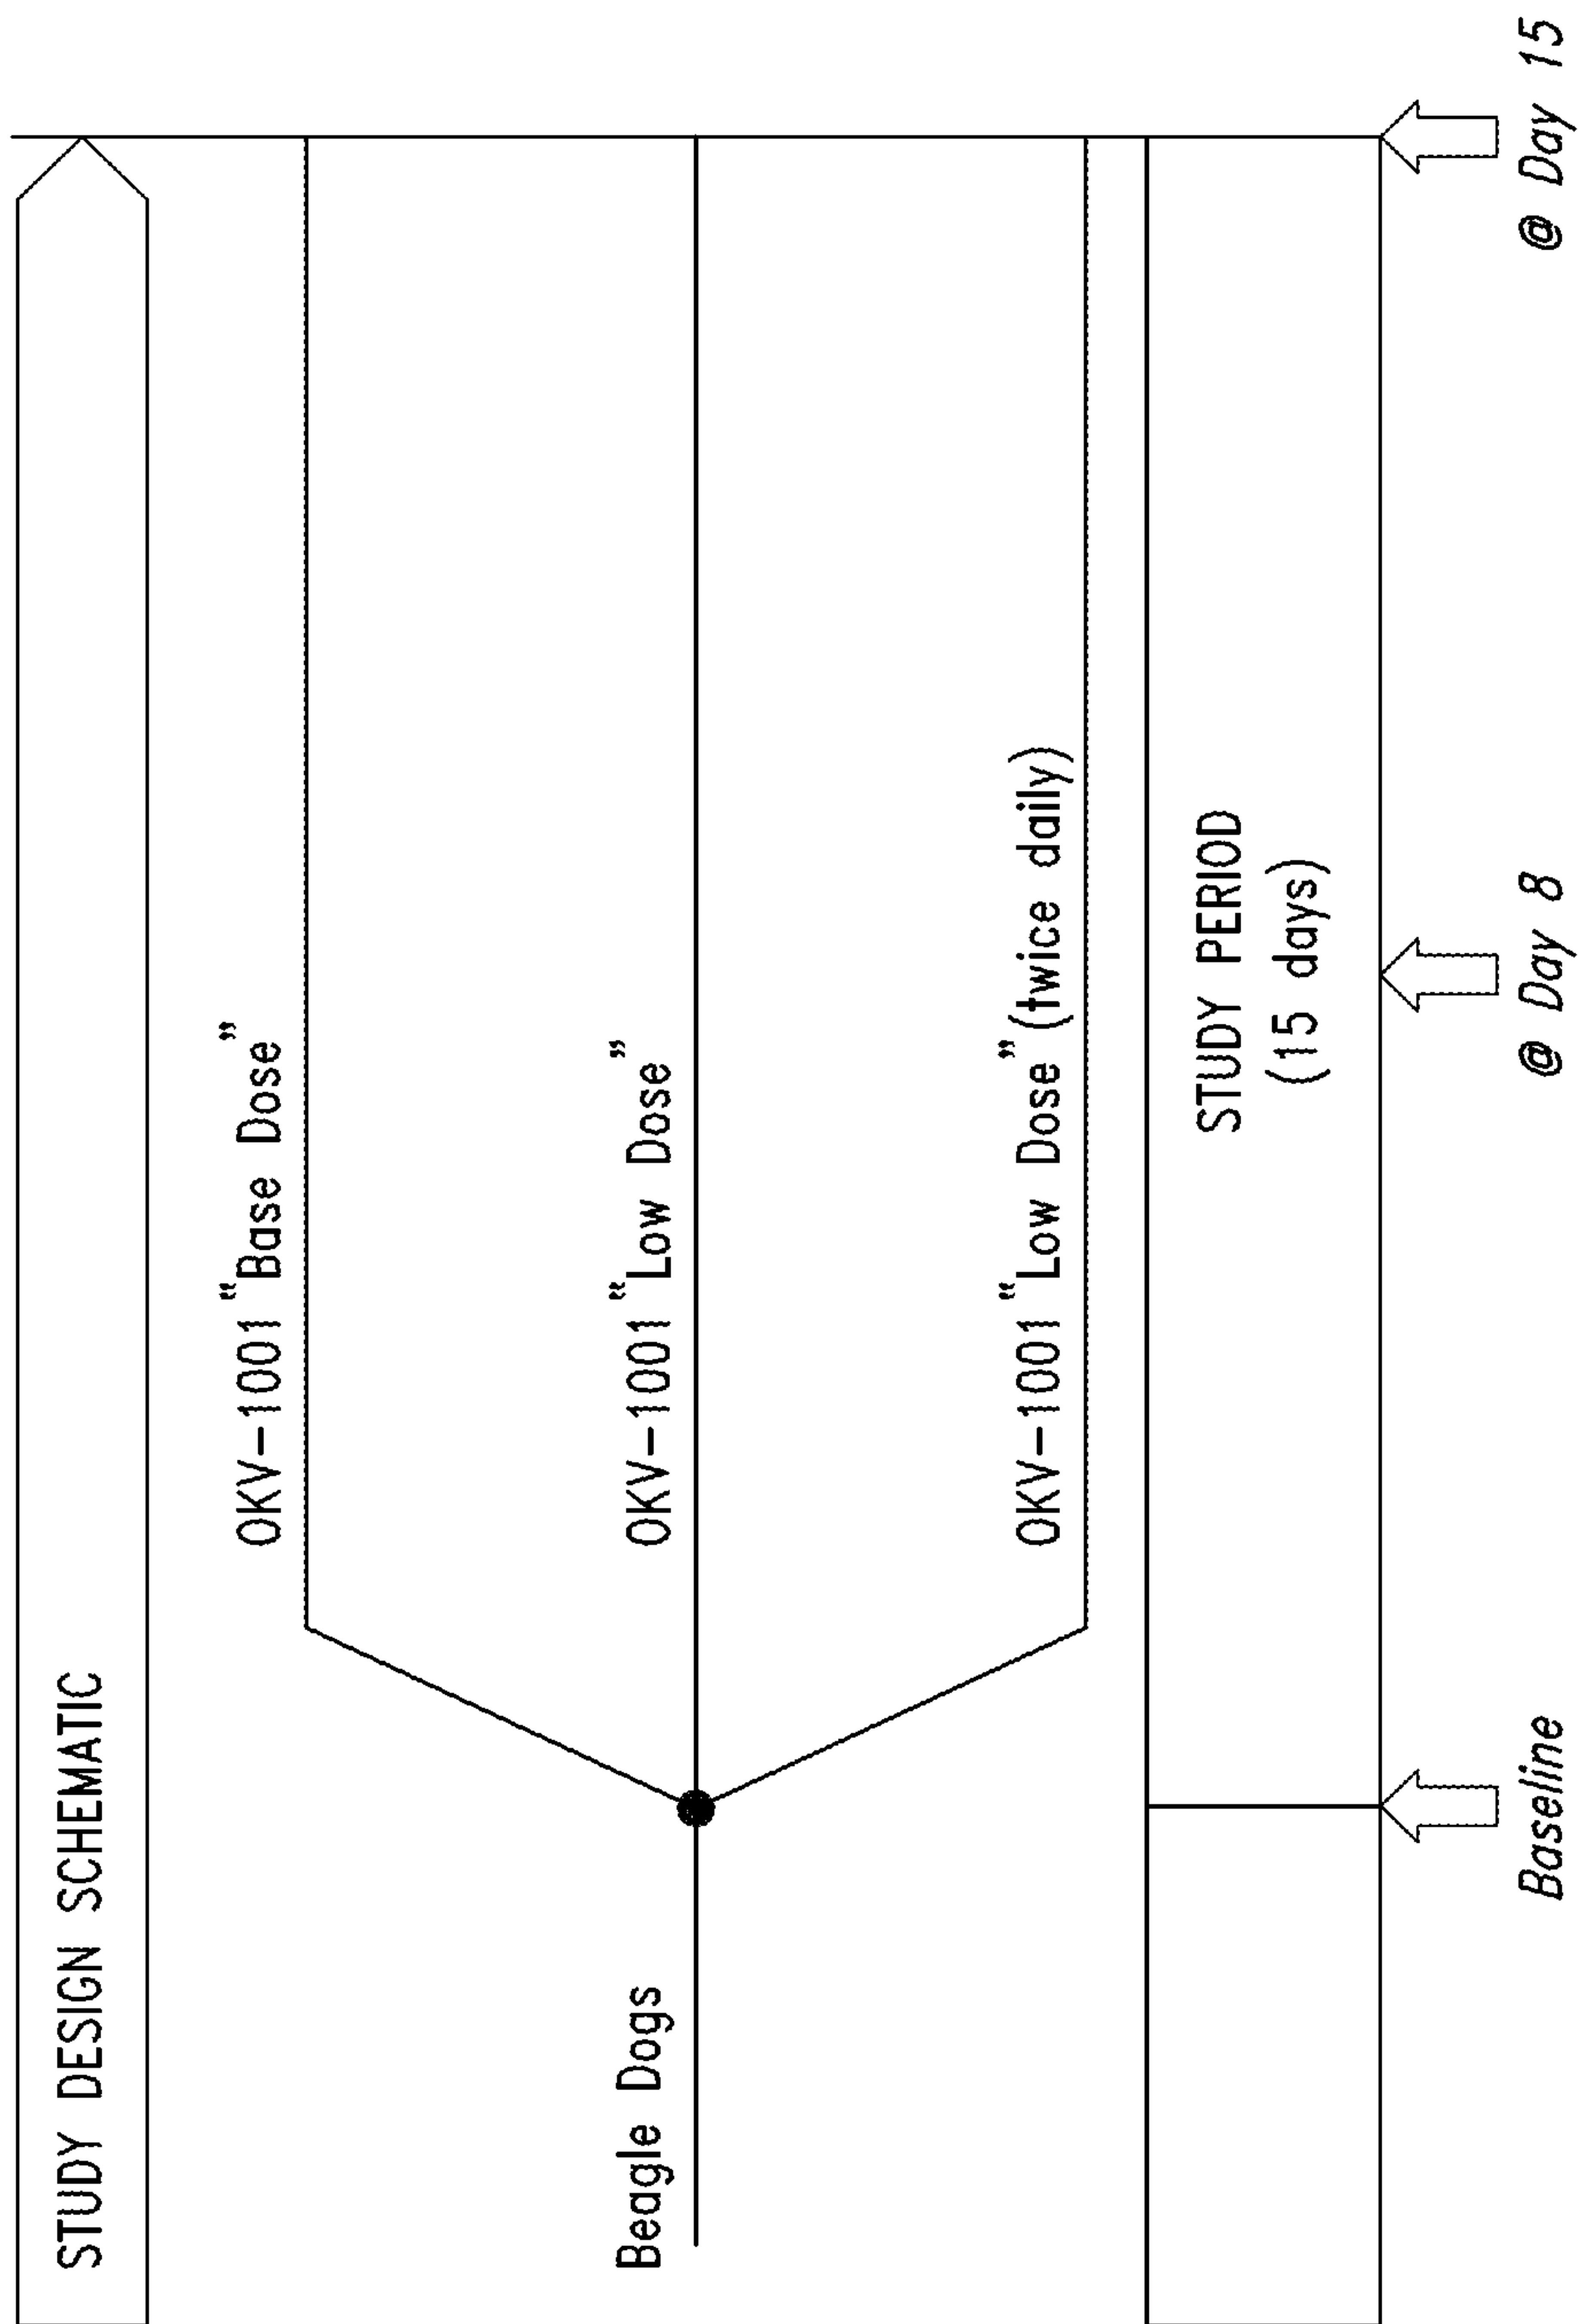 STUDY DESIGN SCHEMATIC
OKV-1001 “Base Dose”
Beagle Dogs
OKV-1001 “Low Dose”
OKV-1001 “Low Dose” (twice daily)
STUDY PERIOD
(15 days)
Baseline
@ Day 8
@ Day 15